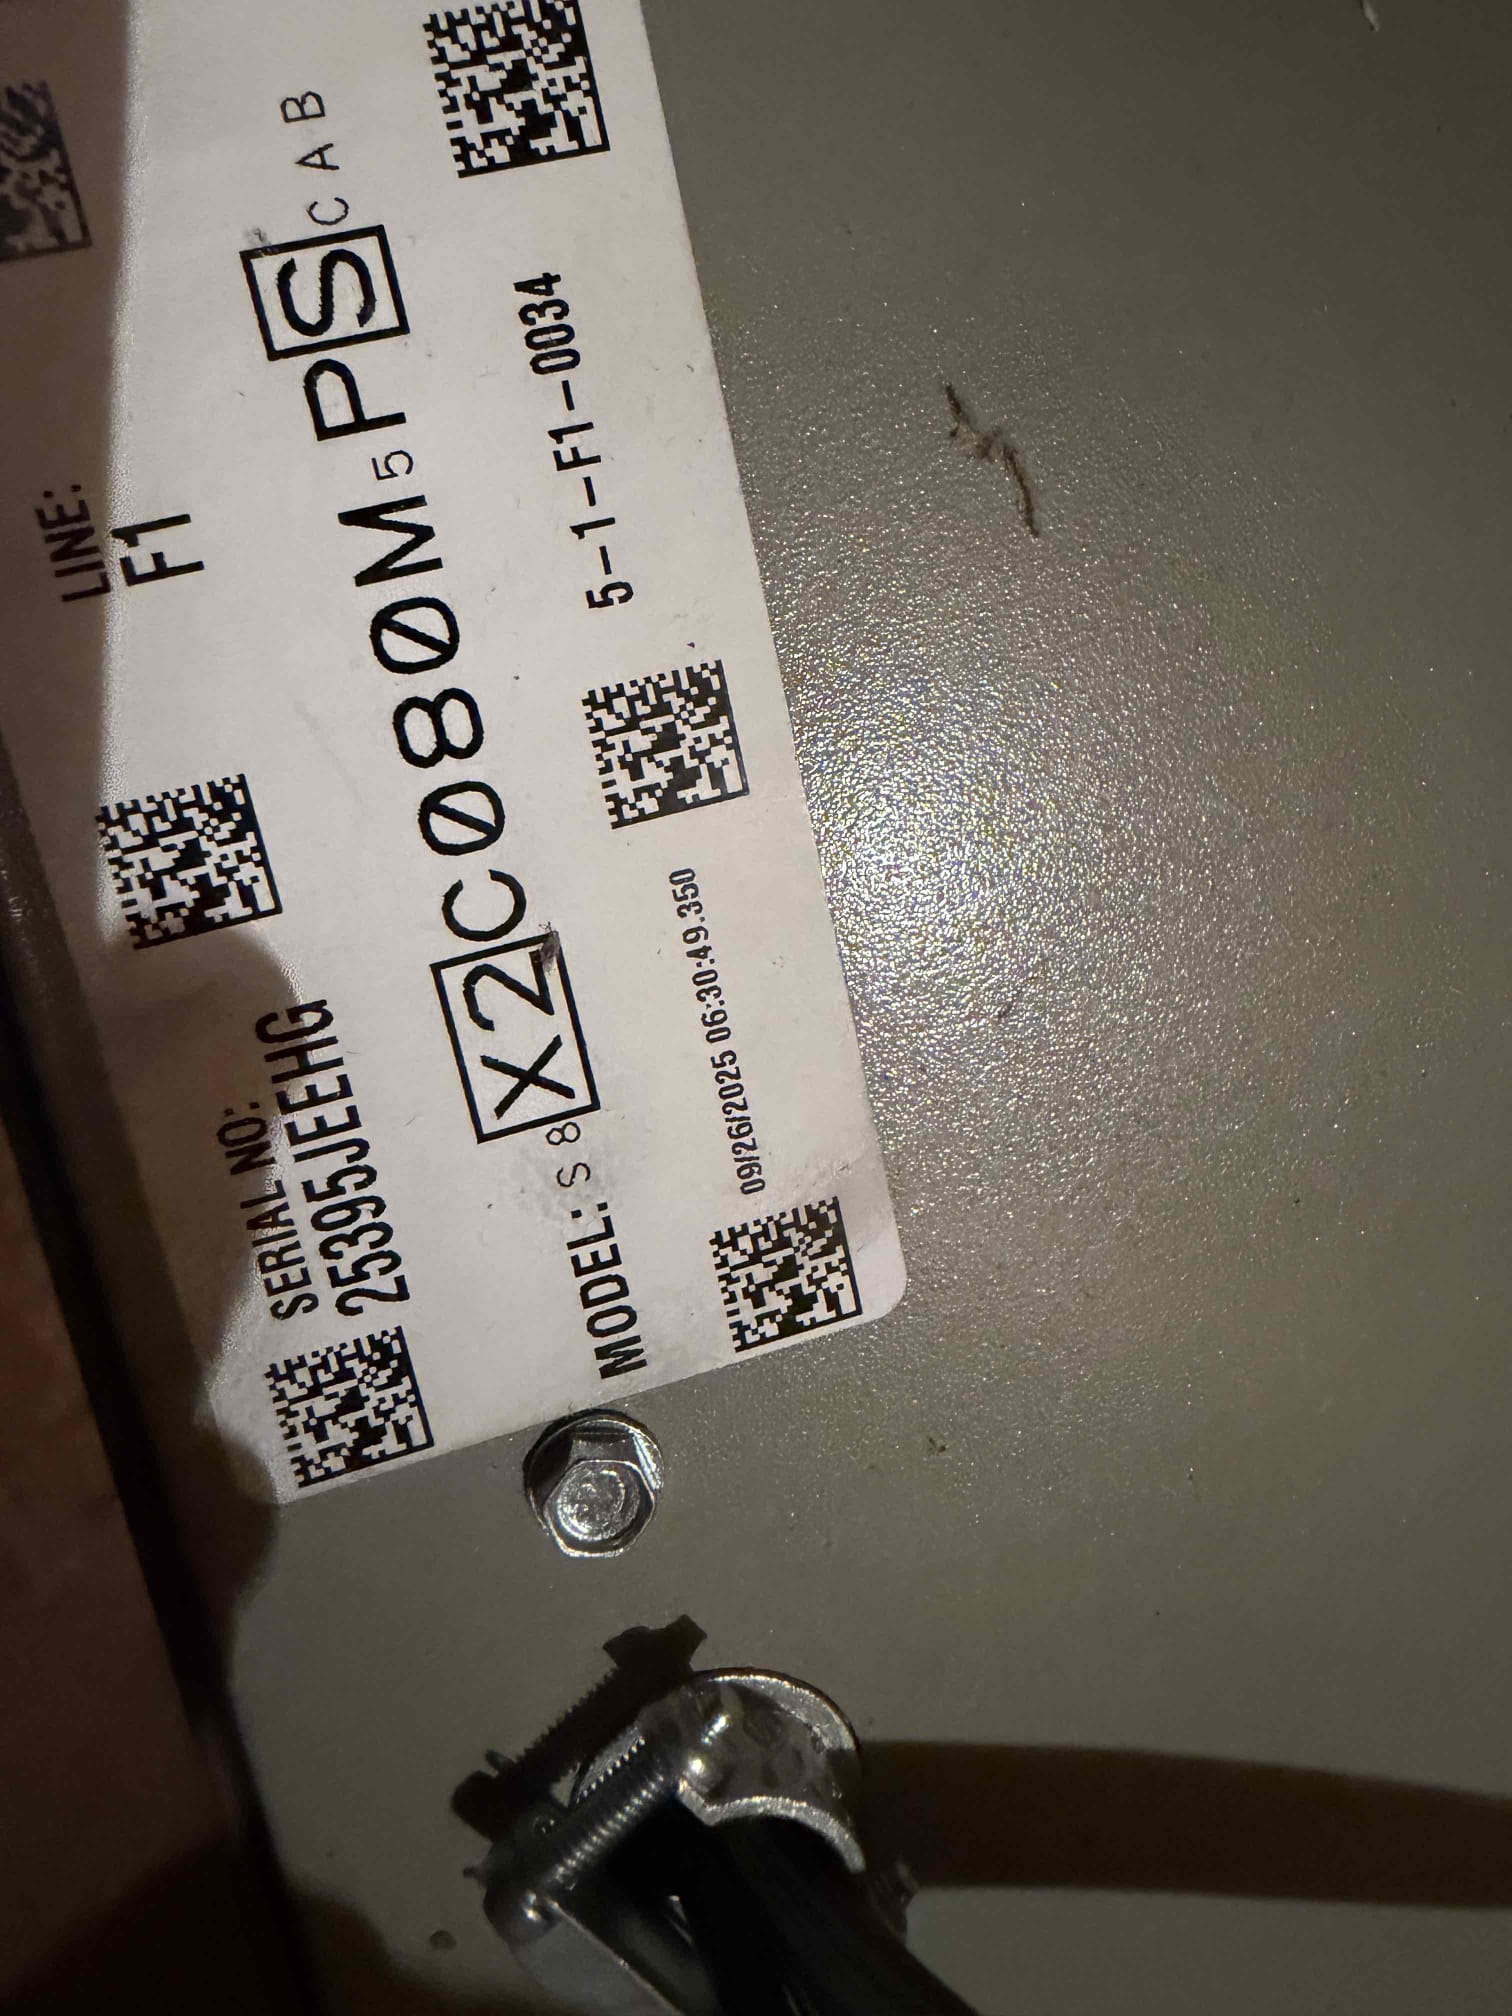 LINE:
F1
SERIAL NO:
25395JEEHG
MODEL: S8X2C080M5PSCAB
5-1-F1-0034
09/26/2025 06:30:49.350